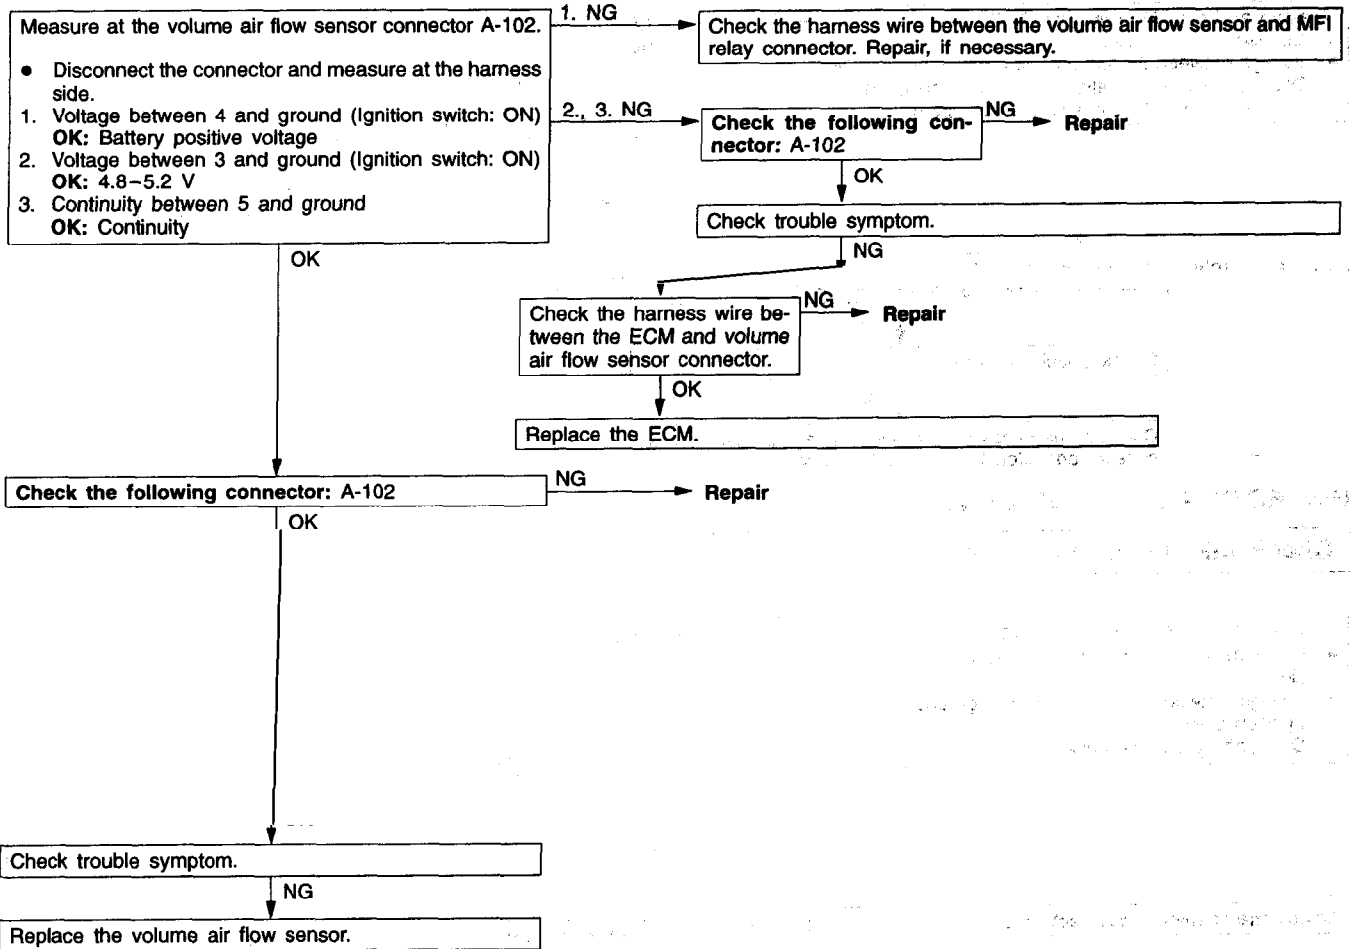 Measure at the volume air flow sensor connector A-102.
● Disconnect the connector and measure at the harness
side.
1. Voltage between 4 and ground (Ignition switch: ON)
OK: Battery positive voltage
2. Voltage between 3 and ground (Ignition switch: ON)
OK: 4.8–5.2 V
3. Continuity between 5 and ground
OK: Continuity
1. NG
Check the harness wire between the volume air flow sensor and MFI
relay connector. Repair, if necessary.
2., 3. NG
Check the following con-
nector: A-102
NG
Repair
OK
Check trouble symptom.
NG
Check the harness wire be-
tween the ECM and volume
air flow sensor connector.
NG
Repair
OK
Replace the ECM.
OK
Check the following connector: A-102
NG
Repair
OK
Check trouble symptom.
NG
Replace the volume air flow sensor.